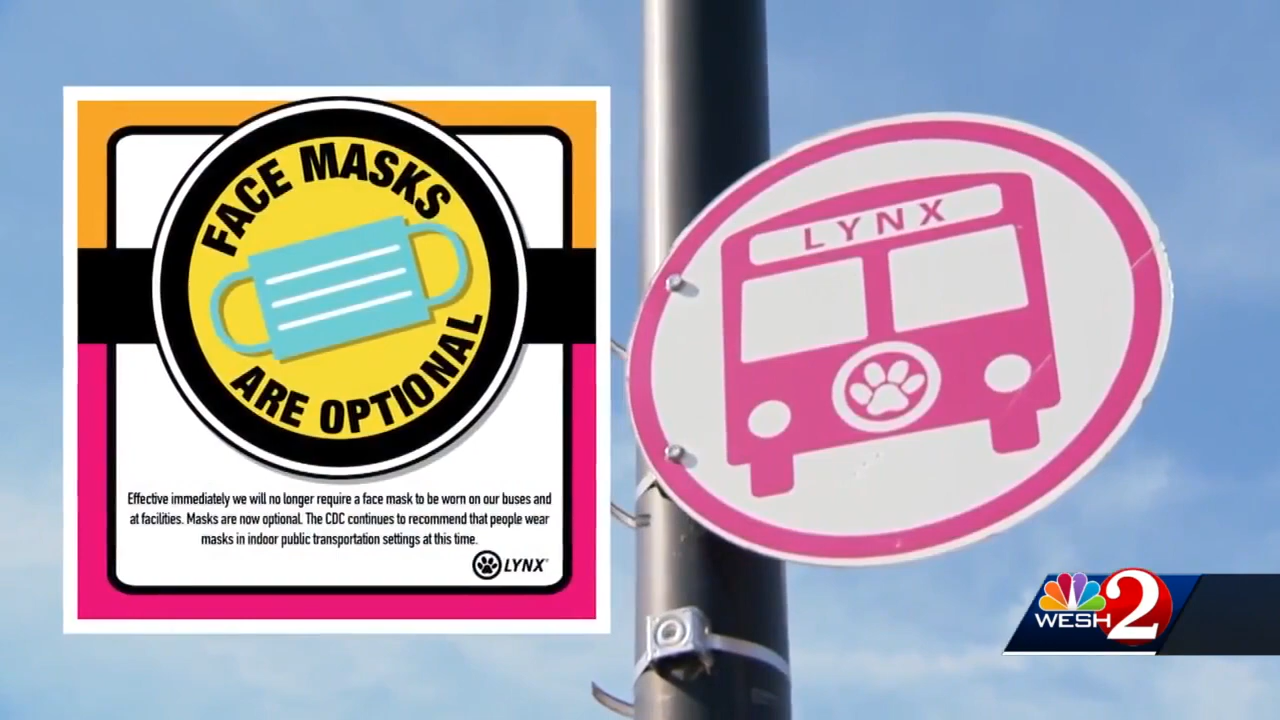 FACE MASKS
ARE OPTIONAL
Effective immediately we will no longer require a face mask to be worn on our buses and
at facilities. Masks are now optional. The CDC continues to recommend that people wear
masks in indoor public transportation settings at this time.
LYNX
LYNX
WESH 2